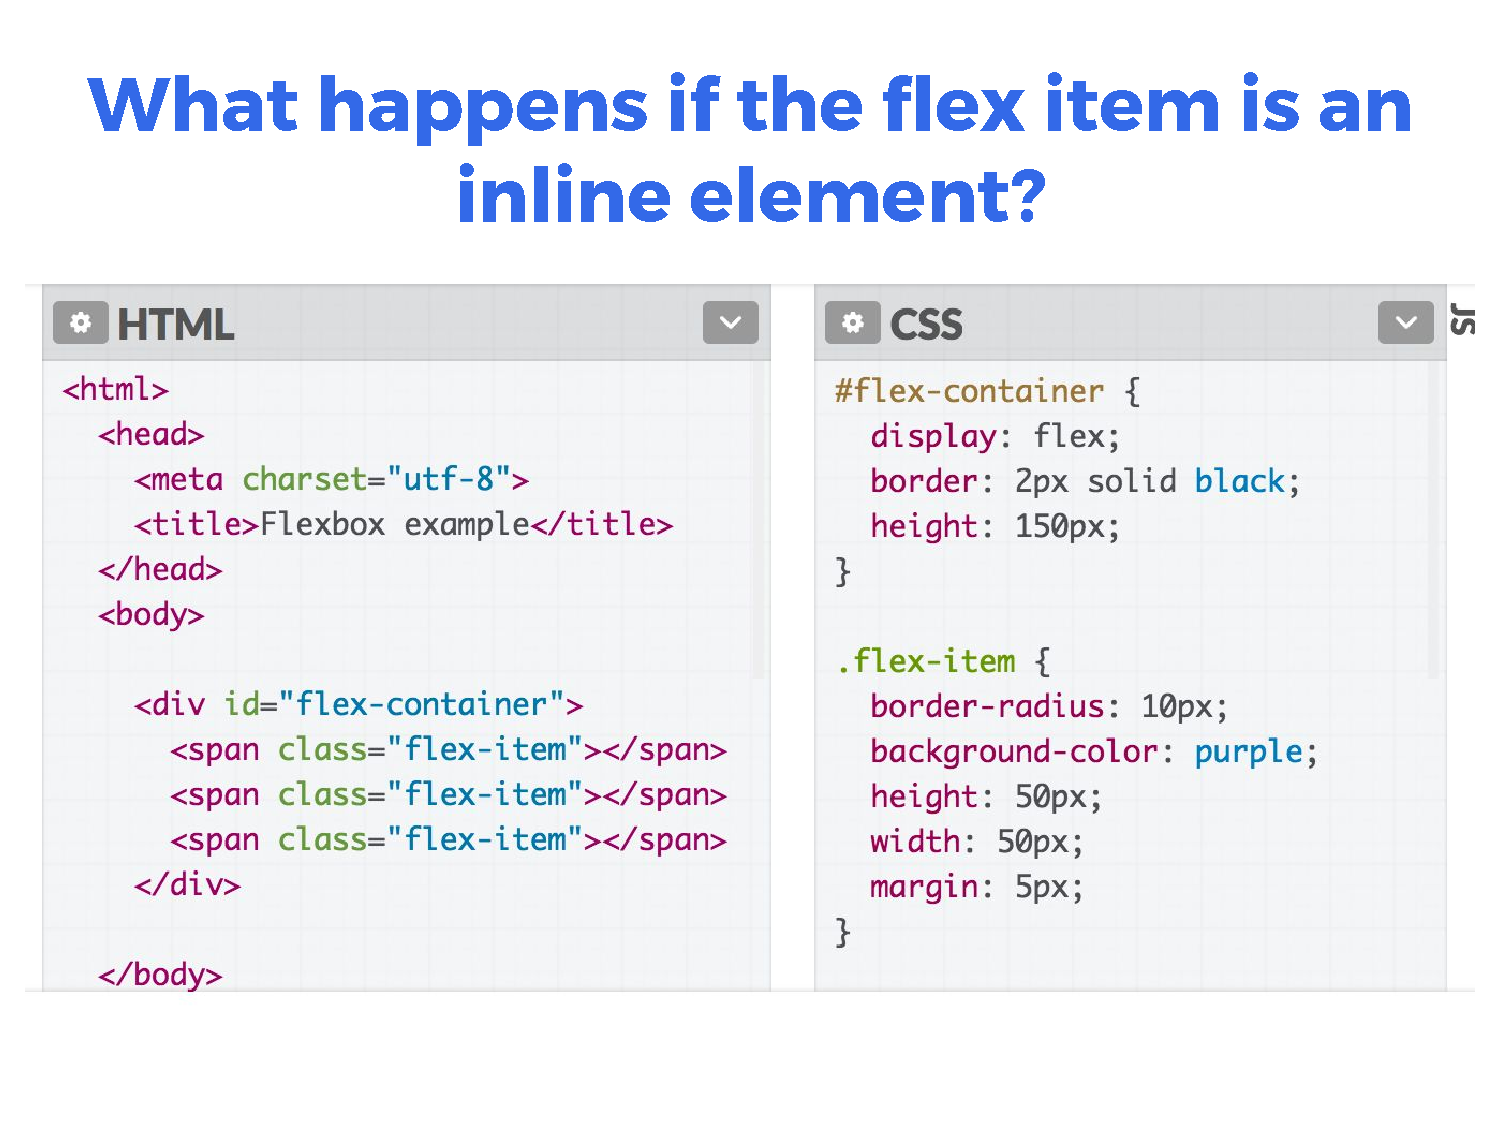 What happens if the flex item is an
inline element?
HTML
<html>
  <head>
    <meta charset="utf-8">
    <title>Flexbox example</title>
  </head>
  <body>

    <div id="flex-container">
      <span class="flex-item"></span>
      <span class="flex-item"></span>
      <span class="flex-item"></span>
    </div>

  </body>
CSS
#flex-container {
  display: flex;
  border: 2px solid black;
  height: 150px;
}

.flex-item {
  border-radius: 10px;
  background-color: purple;
  height: 50px;
  width: 50px;
  margin: 5px;
}
JS